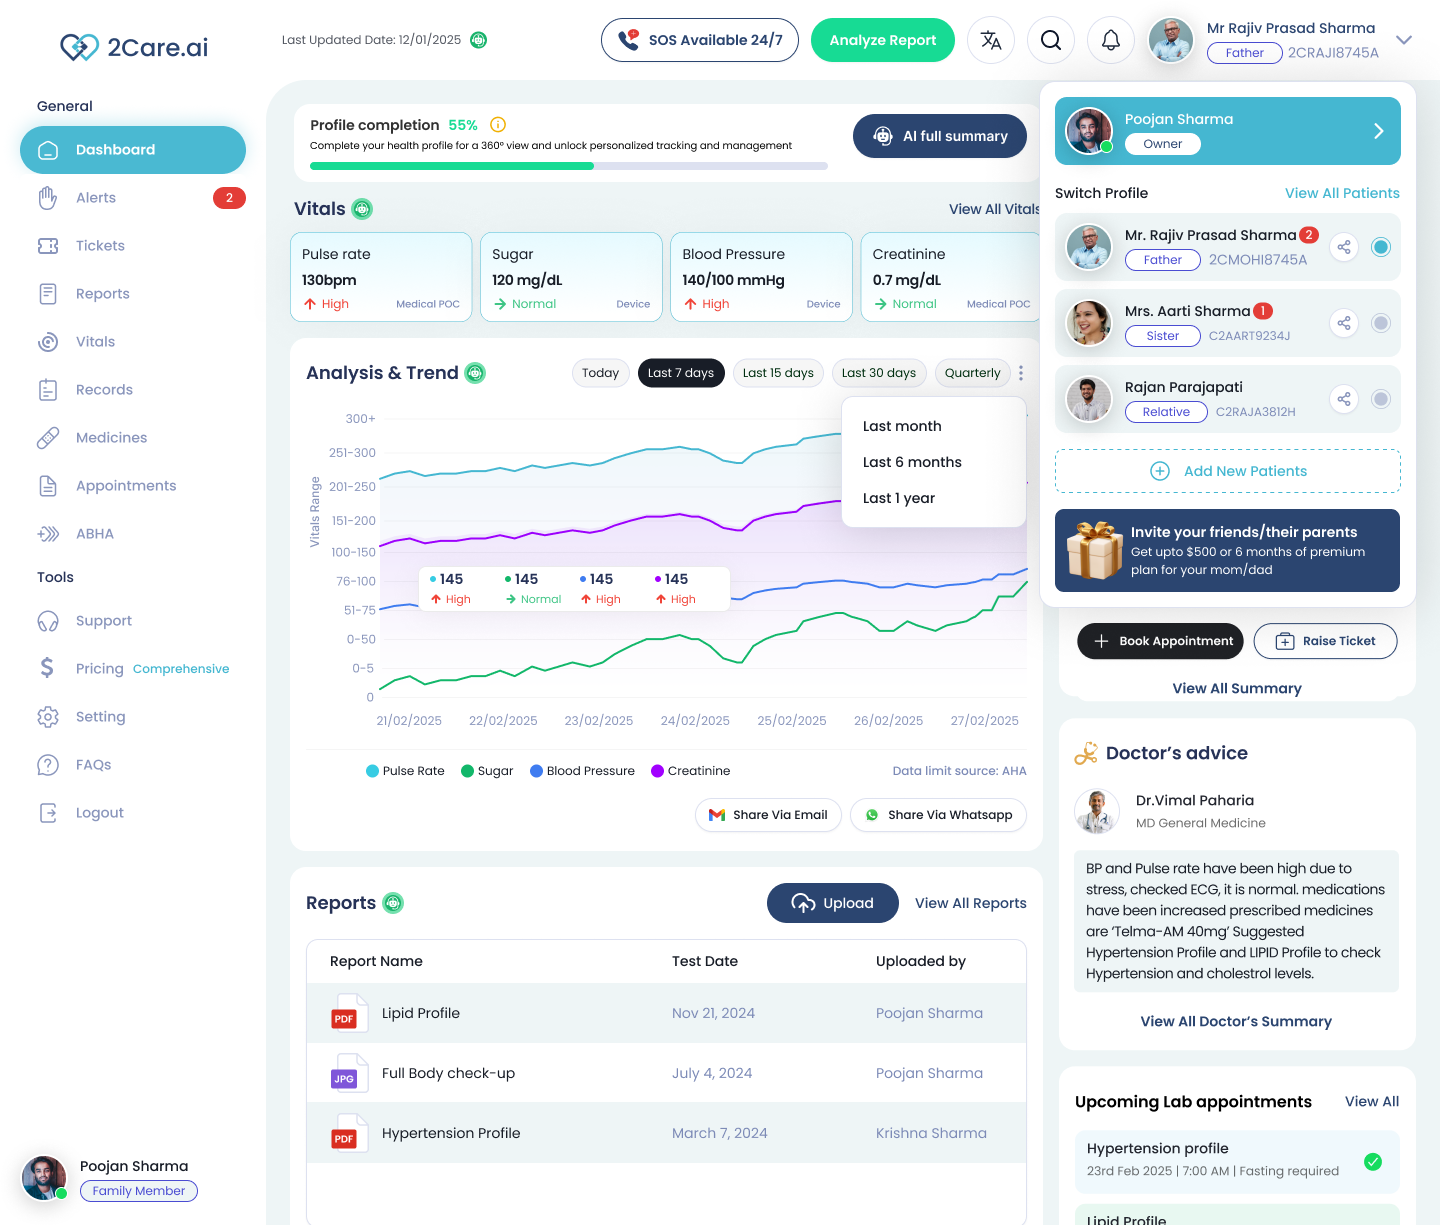 2Care.ai
Last Updated Date: 12/01/2025
SOS Available 24/7
Analyze Report
Mr Rajiv Prasad Sharma
Father 2CRAJI8745A
General
Dashboard
Alerts 2
Tickets
Reports
Vitals
Records
Medicines
Appointments
ABHA
Tools
Support
Pricing Comprehensive
Setting
FAQs
Logout
Poojan Sharma
Family Member
Profile completion 55%
Complete your health profile for a 360° view and unlock personalized tracking and management
AI full summary
Vitals
View All Vitals
Pulse rate
130bpm
High Medical POC
Sugar
120 mg/dL
Normal Device
Blood Pressure
140/100 mmHg
High Device
Creatinine
0.7 mg/dL
Normal Medical POC
Analysis & Trend
Today
Last 7 days
Last 15 days
Last 30 days
Quarterly
Last month
Last 6 months
Last 1 year
Vitals Range
300+
251-300
201-250
151-200
100-150
76-100
51-75
0-50
0-5
0
145 145 145 145
High Normal High High
21/02/2025 22/02/2025 23/02/2025 24/02/2025 25/02/2025 26/02/2025 27/02/2025
Pulse Rate Sugar Blood Pressure Creatinine
Data limit source: AHA
Share Via Email
Share Via Whatsapp
Reports
Upload
View All Reports
Report Name Test Date Uploaded by
PDF Lipid Profile Nov 21, 2024 Poojan Sharma
JPG Full Body check-up July 4, 2024 Poojan Sharma
PDF Hypertension Profile March 7, 2024 Krishna Sharma
Poojan Sharma
Owner
Switch Profile View All Patients
Mr. Rajiv Prasad Sharma 2
Father 2CMOHI8745A
Mrs. Aarti Sharma 1
Sister C2AART9234J
Rajan Parajapati
Relative C2RAJA3812H
Add New Patients
Invite your friends/their parents
Get upto $500 or 6 months of premium
plan for your mom/dad
Book Appointment
Raise Ticket
View All Summary
Doctor's advice
Dr.Vimal Paharia
MD General Medicine
BP and Pulse rate have been high due to
stress, checked ECG, it is normal. medications
have been increased prescribed medicines
are ‘Telma-AM 40mg’ Suggested
Hypertension Profile and LIPID Profile to check
Hypertension and cholestrol levels.
View All Doctor's Summary
Upcoming Lab appointments View All
Hypertension profile
23rd Feb 2025 | 7:00 AM | Fasting required
Lipid Profile